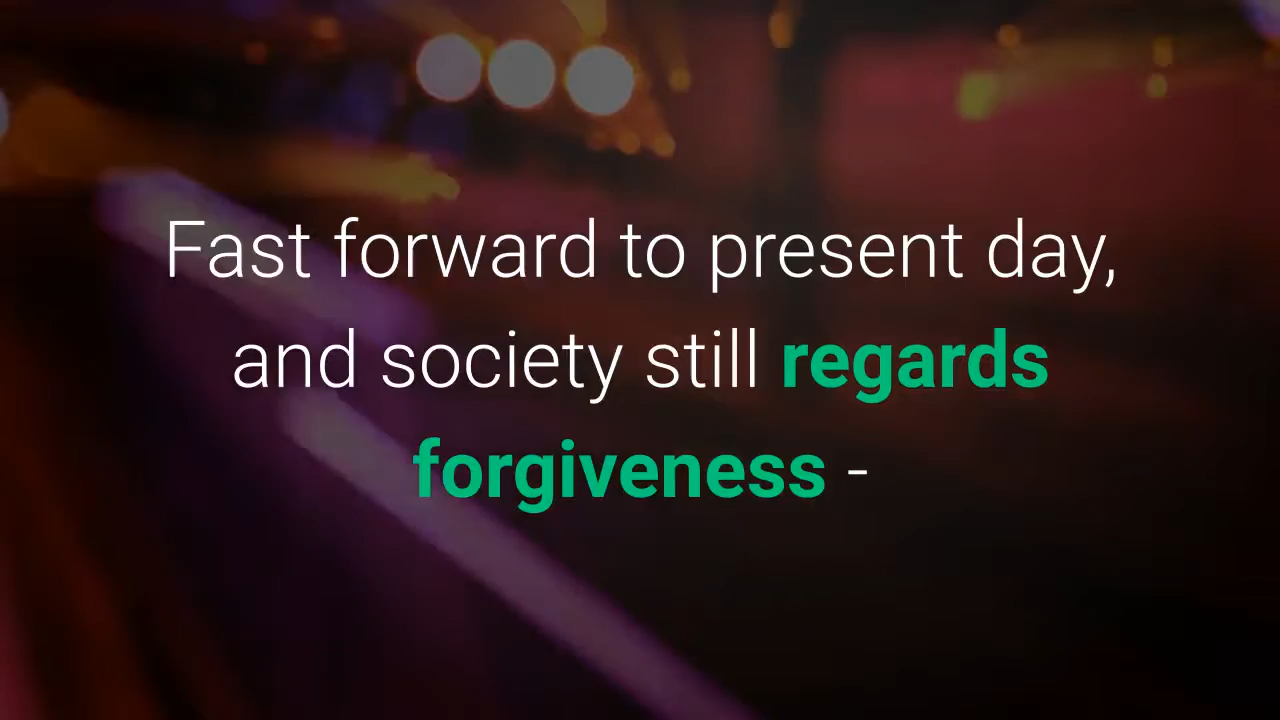 Fast forward to present day,
and society still regards
forgiveness -